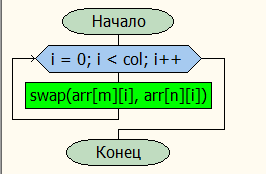 Начало
i = 0; i < col; i++
swap(arr[m][i], arr[n][i])
Конец